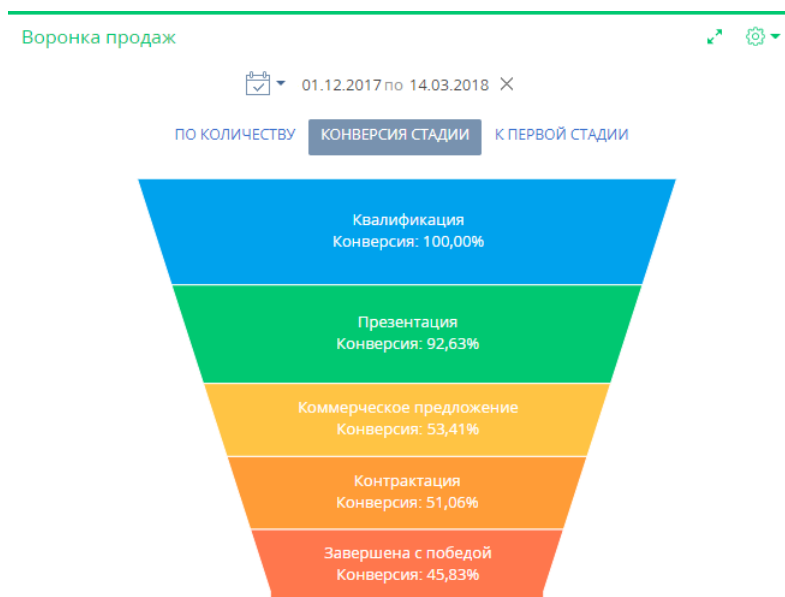 Воронка продаж
01.12.2017 по 14.03.2018
ПО КОЛИЧЕСТВУ КОНВЕРСИЯ СТАДИИ К ПЕРВОЙ СТАДИИ
Квалификация
Конверсия: 100,00%
Презентация
Конверсия: 92,63%
Коммерческое предложение
Конверсия: 53,41%
Контрактация
Конверсия: 51,06%
Завершена с победой
Конверсия: 45,83%